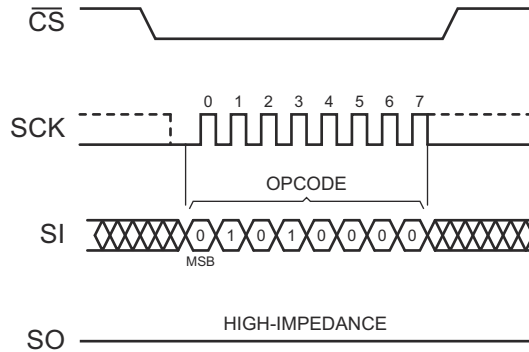 C̅S̅
0 1 2 3 4 5 6 7
SCK
OPCODE
SI 0 1 0 1 0 0 0 0
MSB
HIGH-IMPEDANCE
SO